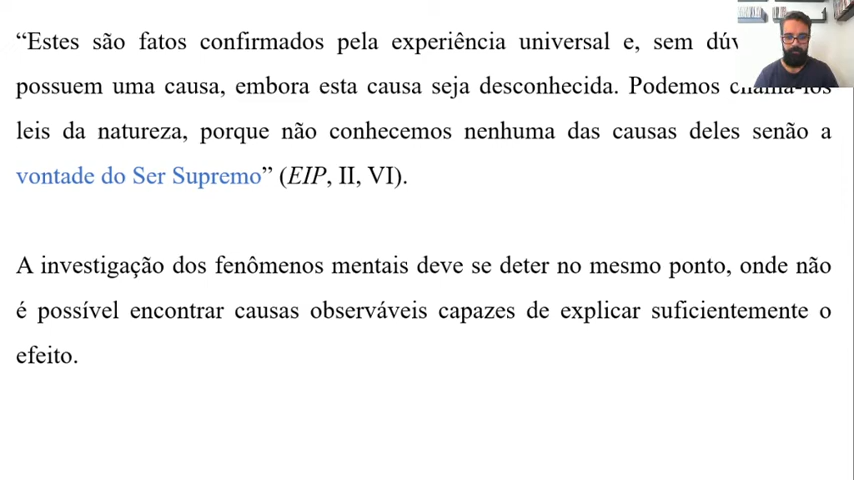 “Estes são fatos confirmados pela experiência universal e, sem
possuem uma causa, embora esta causa seja desconhecida. Podemos
leis da natureza, porque não conhecemos nenhuma das causas deles senão a
vontade do Ser Supremo” (EIP, II, VI).
A investigação dos fenômenos mentais deve se deter no mesmo ponto, onde não
é possível encontrar causas observáveis capazes de explicar suficientemente o
efeito.